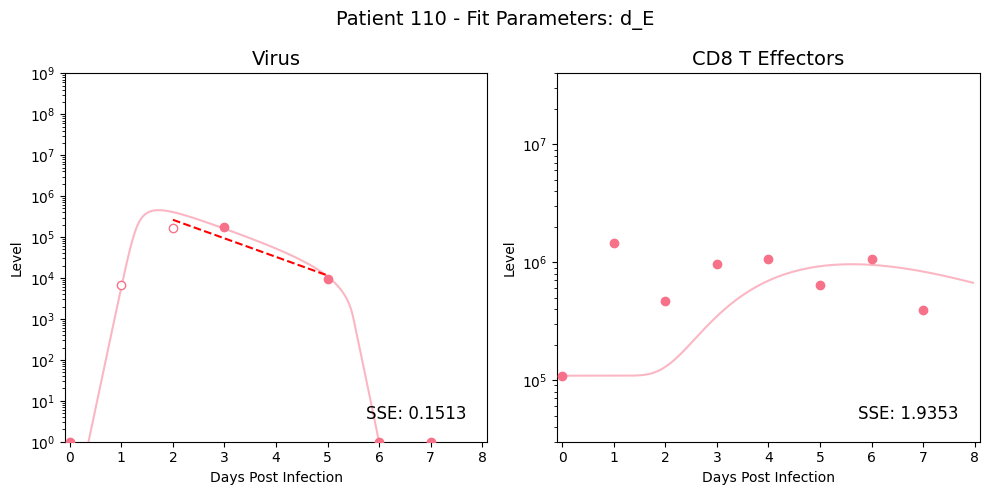 Patient 110 - Fit Parameters: d_E
Virus
CD8 T Effectors
10^9
10^8
10^7
10^6
10^5
10^4
10^3
10^2
10^1
10^0
Level
SSE: 0.1513
0 1 2 3 4 5 6 7 8
Days Post Infection
10^7
10^6
10^5
Level
SSE: 1.9353
0 1 2 3 4 5 6 7 8
Days Post Infection